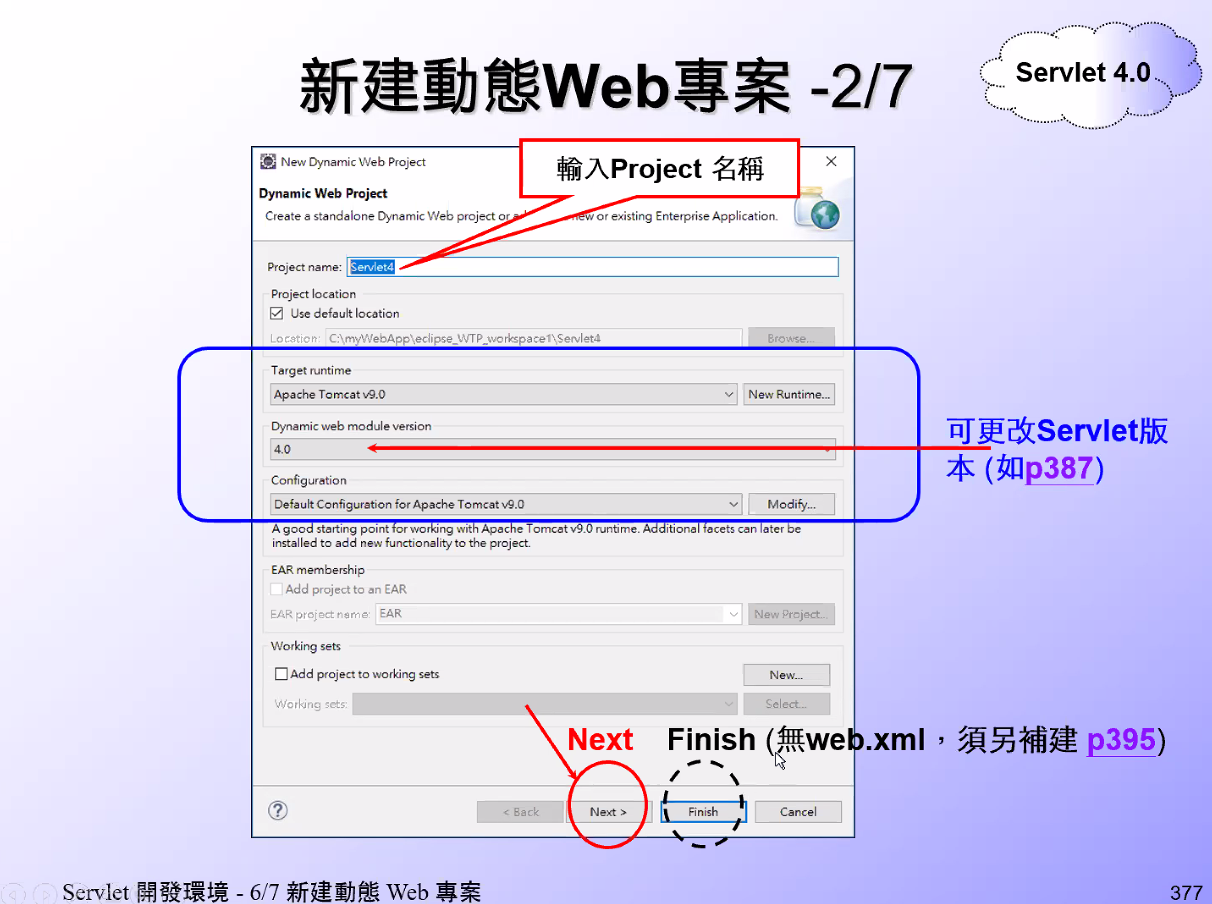 新建動態Web專案 -2/7
Servlet 4.0
New Dynamic Web Project
輸入Project 名稱
Dynamic Web Project
Create a standalone Dynamic Web project or a new or existing Enterprise Application.
Project name: Servlet4
Project location
Use default location
Location: C:\myWebApp\eclipse_WTP_workspace1\Servlet4 Browse...
Target runtime
Apache Tomcat v9.0 New Runtime...
Dynamic web module version
4.0
可更改Servlet版
本 (如p387)
Configuration
Default Configuration for Apache Tomcat v9.0 Modify...
A good starting point for working with Apache Tomcat v9.0 runtime. Additional facets can later be
installed to add new functionality to the project.
EAR membership
Add project to an EAR
EAR project name: EAR New Project...
Working sets
Add project to working sets New...
Working sets: Select...
Next Finish (無web.xml，須另補建 p395)
< Back Next > Finish Cancel
Servlet 開發環境 - 6/7 新建動態 Web 專案
377